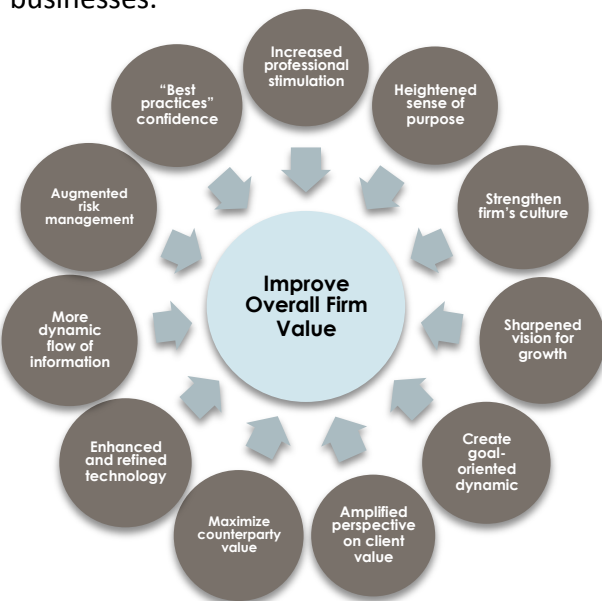 businesses:
Increased
professional
stimulation
Heightened
sense of
purpose
Strengthen
firm's culture
Sharpened
vision for
growth
Create
goal-
oriented
dynamic
Amplified
perspective
on client
value
Maximize
counterparty
value
Enhanced
and refined
technology
More
dynamic
flow of
information
Augmented
risk
management
“Best
practices”
confidence
Improve
Overall Firm
Value